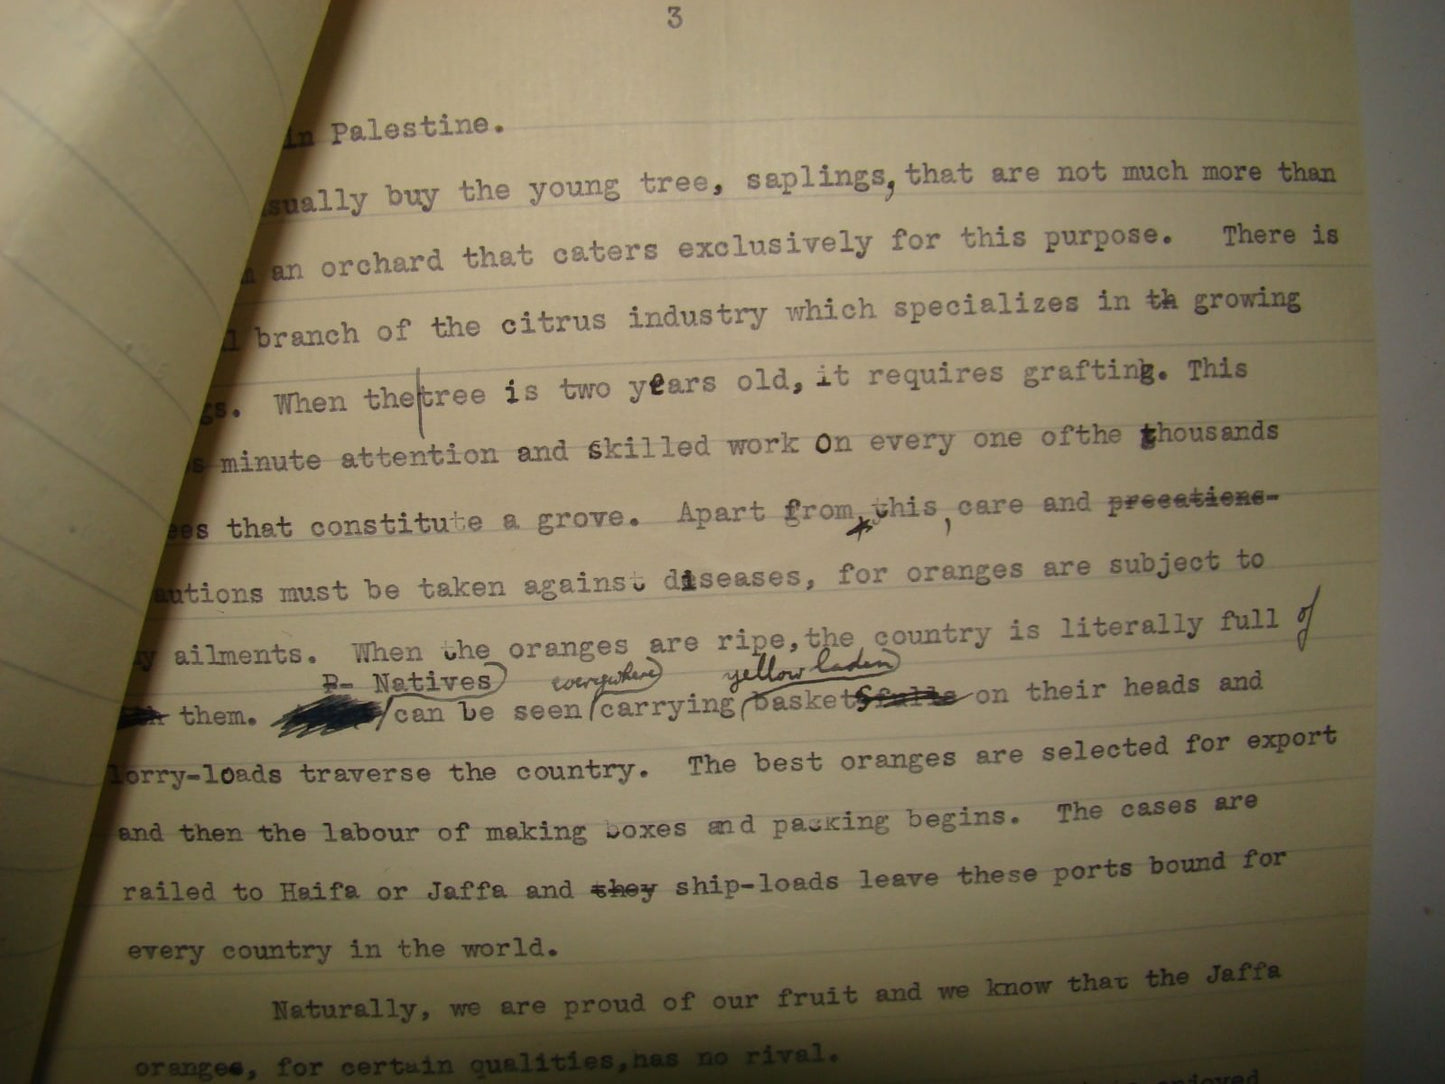 3
in Palestine.
usually buy the young tree, saplings, that are not much more than
an orchard that caters exclusively for this purpose. There is
branch of the citrus industry which specializes in th growing
gs. When the tree is two years old, it requires grafting. This
s minute attention and skilled work on every one ofthe thousands
ees that constitute a grove. Apart from this, care and precations-
autions must be taken against diseases, for oranges are subject to
y ailments. When the oranges are ripe, the country is literally full of
P- Natives everywhere yellow laden
them. can be seen carrying baskets on their heads and
lorry-loads traverse the country. The best oranges are selected for export
and then the labour of making boxes and packing begins. The cases are
railed to Haifa or Jaffa and they ship-loads leave these ports bound for
every country in the world.
Naturally, we are proud of our fruit and we know that the Jaffa
orange, for certain qualities, has no rival.
enjoyed